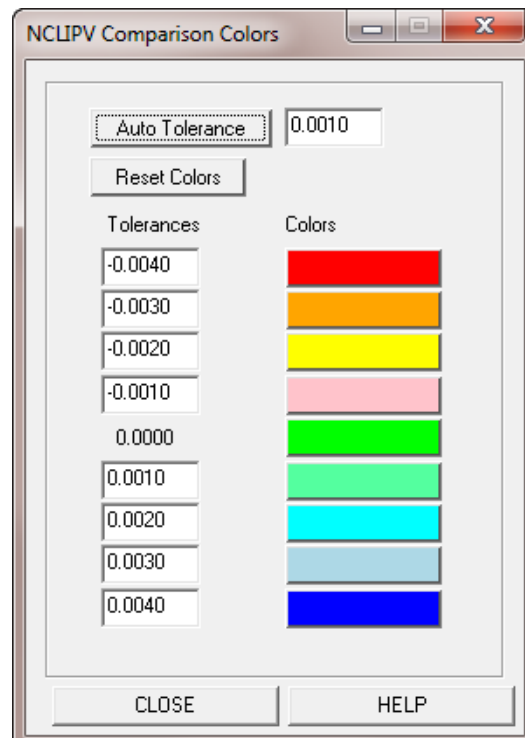 NCLIPV Comparison Colors
Auto Tolerance 0.0010
Reset Colors
Tolerances Colors
-0.0040
-0.0030
-0.0020
-0.0010
0.0000
0.0010
0.0020
0.0030
0.0040
CLOSE HELP